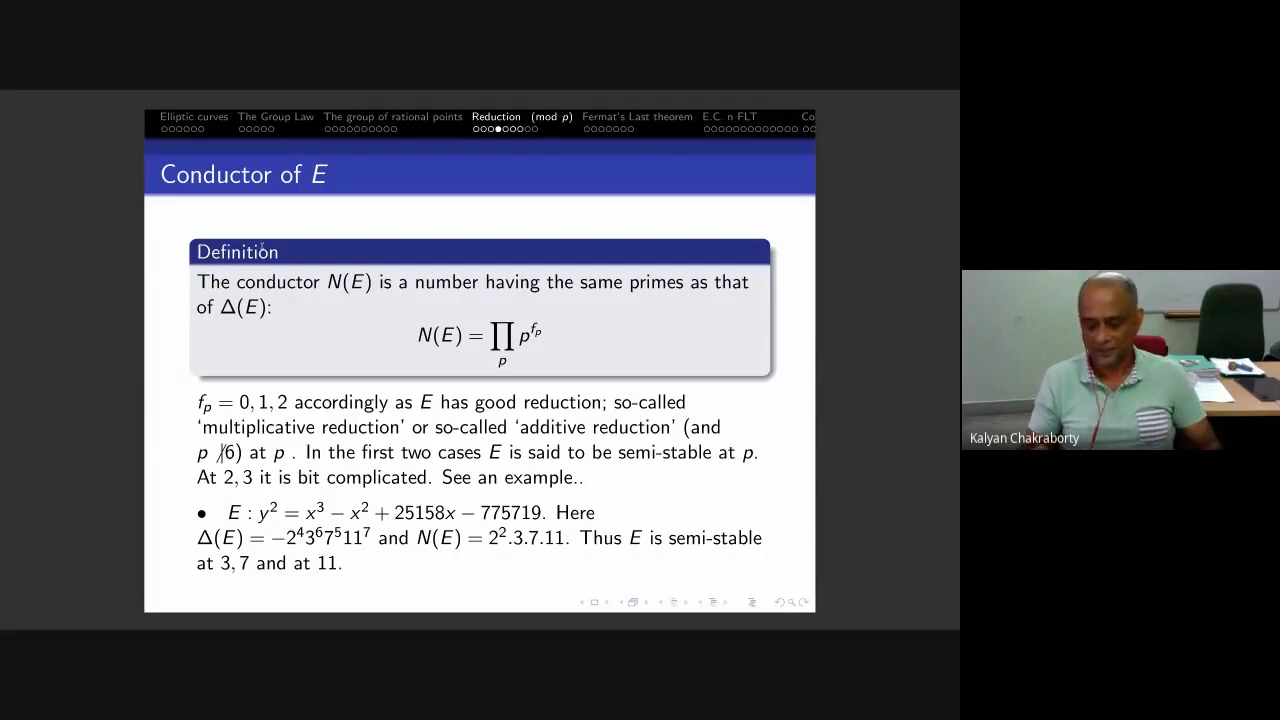 Elliptic curves The Group Law The group of rational points Reduction (mod p) Fermat's Last theorem E.C. n FLT Co
Conductor of E
Definition
The conductor N(E) is a number having the same primes as that
of Δ(E):
N(E) = ∏_p p^{f_p}
f_p = 0, 1, 2 accordingly as E has good reduction; so-called
'multiplicative reduction' or so-called 'additive reduction' (and
p ∤6) at p . In the first two cases E is said to be semi-stable at p.
At 2, 3 it is bit complicated. See an example..
• E : y² = x³ − x² + 25158x − 775719. Here
Δ(E) = −2⁴3⁶7⁵11⁷ and N(E) = 2².3.7.11. Thus E is semi-stable
at 3, 7 and at 11.
Kalyan Chakraborty